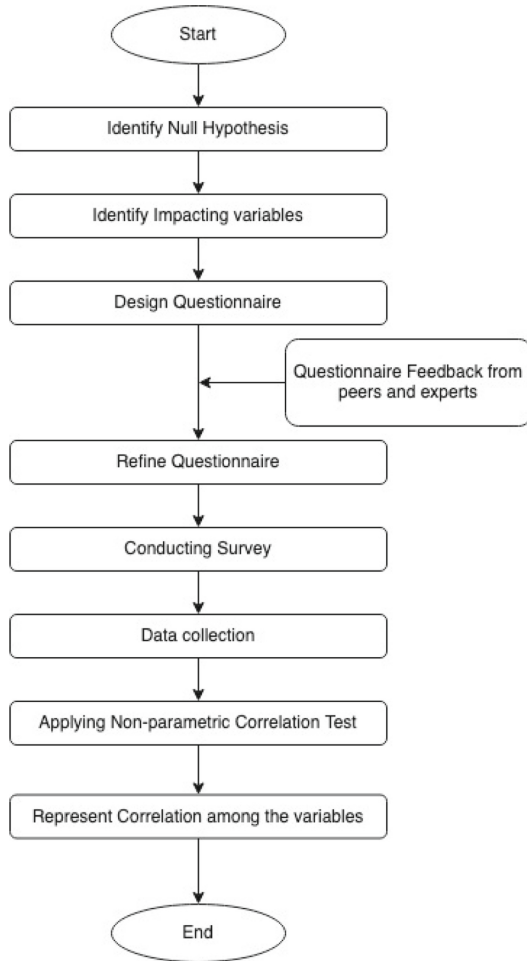 Start
Identify Null Hypothesis
Identify Impacting variables
Design Questionnaire
Questionnaire Feedback from
peers and experts
Refine Questionnaire
Conducting Survey
Data collection
Applying Non-parametric Correlation Test
Represent Correlation among the variables
End